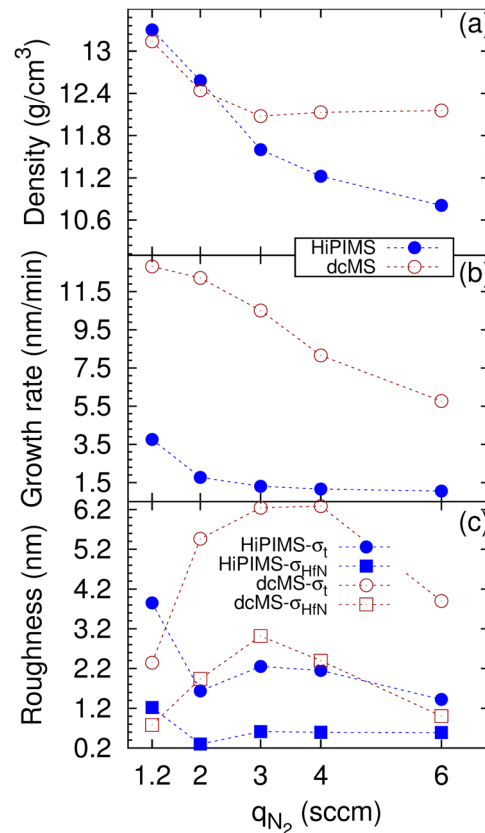 (a)
Density (g/cm³)
13
12.4
11.8
11.2
10.6
HiPIMS
dcMS
(b)
Growth rate (nm/min)
11.5
9.5
7.5
5.5
3.5
1.5
(c)
Roughness (nm)
6.2
5.2
4.2
3.2
2.2
1.2
0.2
HiPIMS-σt
HiPIMS-σHfN
dcMS-σt
dcMS-σHfN
1.2 2 3 4 6
qN2 (sccm)